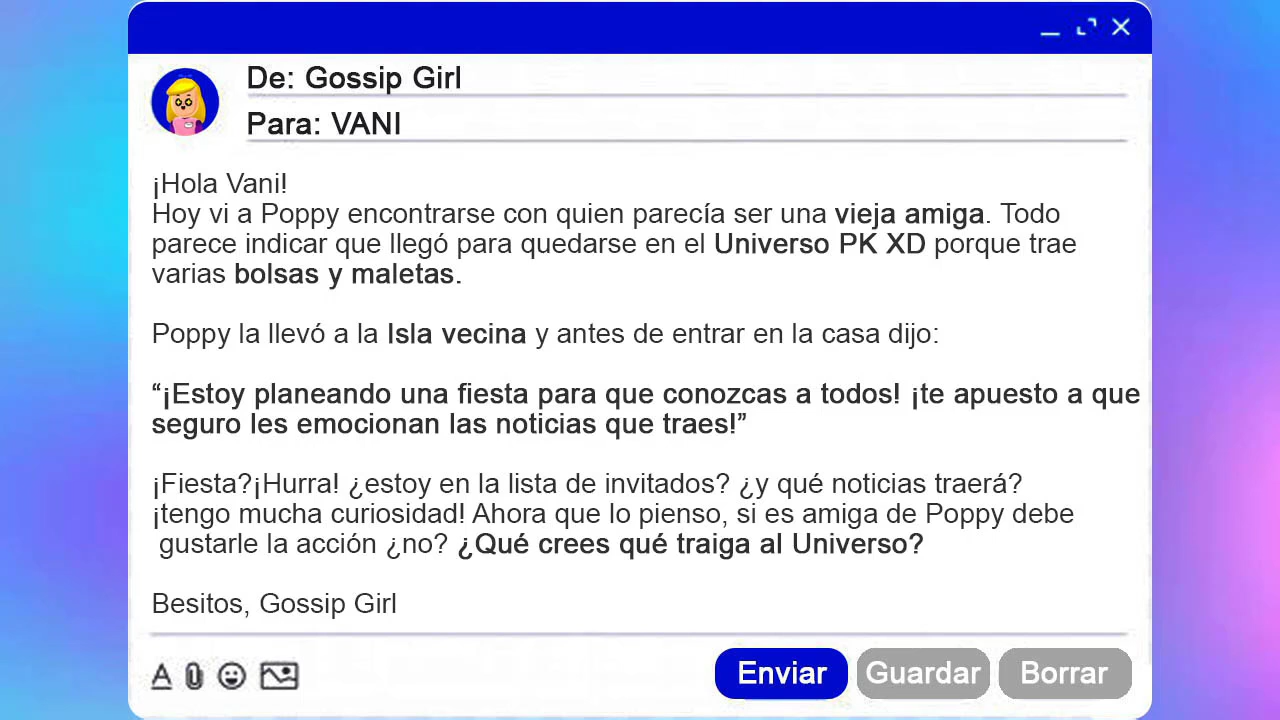 De: Gossip Girl
Para: VANI
¡Hola Vani!
Hoy vi a Poppy encontrarse con quien parecía ser una vieja amiga. Todo
parece indicar que llegó para quedarse en el Universo PK XD porque trae
varias bolsas y maletas.
Poppy la llevó a la Isla vecina y antes de entrar en la casa dijo:
“¡Estoy planeando una fiesta para que conozcas a todos! ¡te apuesto a que
seguro les emocionan las noticias que traes!”
¡Fiesta?¡Hurra! ¿estoy en la lista de invitados? ¿y qué noticias traerá?
¡tengo mucha curiosidad! Ahora que lo pienso, si es amiga de Poppy debe
gustarle la acción ¿no? ¿Qué crees qué traiga al Universo?
Besitos, Gossip Girl
A
Enviar Guardar Borrar